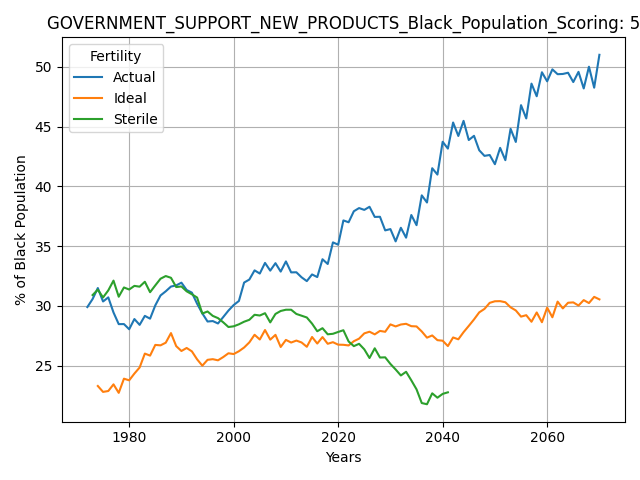 GOVERNMENT_SUPPORT_NEW_PRODUCTS_Black_Population_Scoring: 5
Fertility
Actual
Ideal
Sterile
% of Black Population
50
45
40
35
30
25
1980 2000 2020 2040 2060
Years